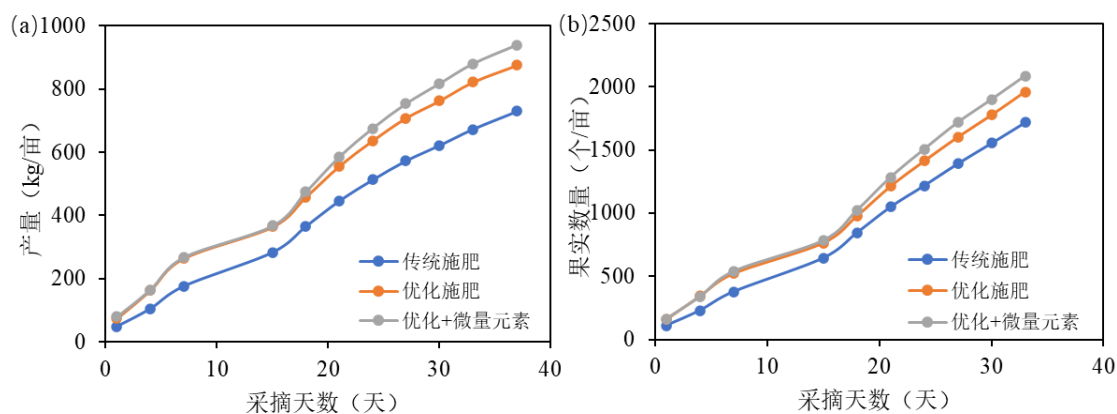 (a)
1000
800
600
400
200
0
产量（kg/亩）
0 10 20 30 40
采摘天数（天）
传统施肥
优化施肥
优化+微量元素
(b)
2500
2000
1500
1000
500
0
果实数量（个/亩）
0 10 20 30 40
采摘天数（天）
传统施肥
优化施肥
优化+微量元素